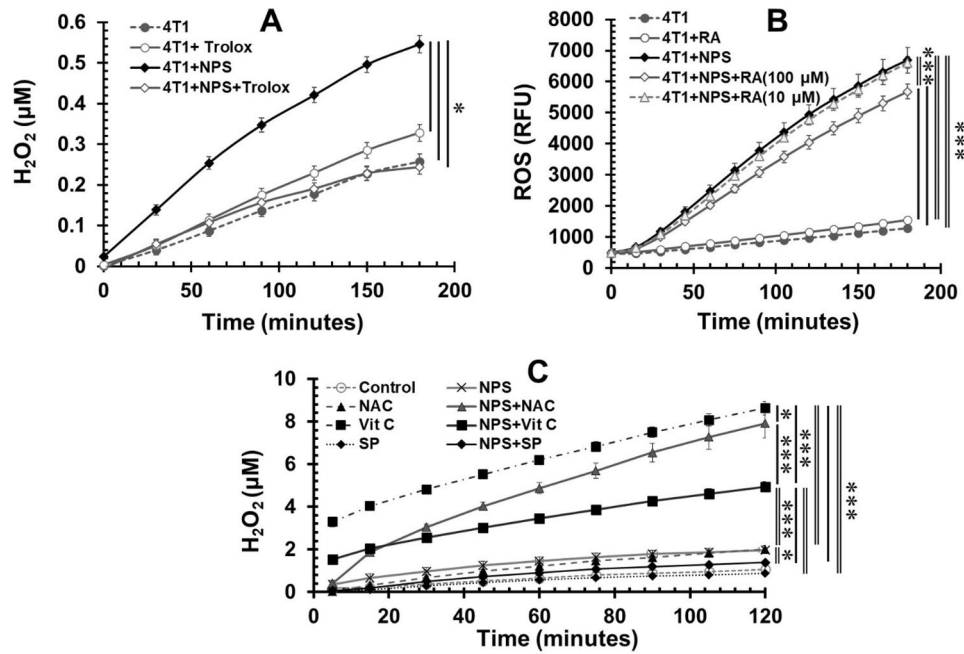 A
4T1
4T1+ Trolox
4T1+NPS
4T1+NPS+Trolox
H₂O₂ (μM)
0.6
0.5
0.4
0.3
0.2
0.1
0
0 50 100 150 200
Time (minutes)
*
B
4T1
4T1+RA
4T1+NPS
4T1+NPS+RA(100 μM)
4T1+NPS+RA(10 μM)
ROS (RFU)
8000
7000
6000
5000
4000
3000
2000
1000
0
0 50 100 150 200
Time (minutes)
***
***
C
Control NPS
NAC NPS+NAC
Vit C NPS+Vit C
SP NPS+SP
H₂O₂ (μM)
10
8
6
4
2
0
0 20 40 60 80 100 120
Time (minutes)
*
***
***
***
*
***